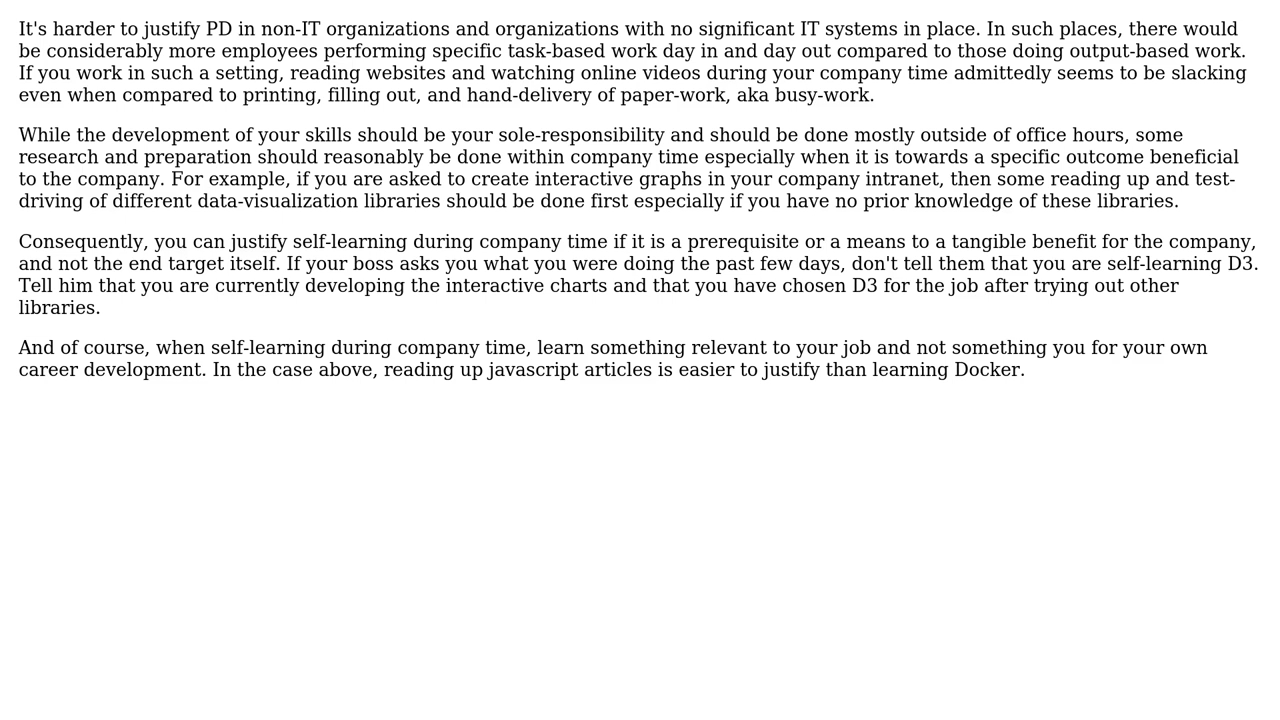 It's harder to justify PD in non-IT organizations and organizations with no significant IT systems in place. In such places, there would
be considerably more employees performing specific task-based work day in and day out compared to those doing output-based work.
If you work in such a setting, reading websites and watching online videos during your company time admittedly seems to be slacking
even when compared to printing, filling out, and hand-delivery of paper-work, aka busy-work.
While the development of your skills should be your sole-responsibility and should be done mostly outside of office hours, some
research and preparation should reasonably be done within company time especially when it is towards a specific outcome beneficial
to the company. For example, if you are asked to create interactive graphs in your company intranet, then some reading up and test-
driving of different data-visualization libraries should be done first especially if you have no prior knowledge of these libraries.
Consequently, you can justify self-learning during company time if it is a prerequisite or a means to a tangible benefit for the company,
and not the end target itself. If your boss asks you what you were doing the past few days, don't tell them that you are self-learning D3.
Tell him that you are currently developing the interactive charts and that you have chosen D3 for the job after trying out other
libraries.
And of course, when self-learning during company time, learn something relevant to your job and not something you for your own
career development. In the case above, reading up javascript articles is easier to justify than learning Docker.